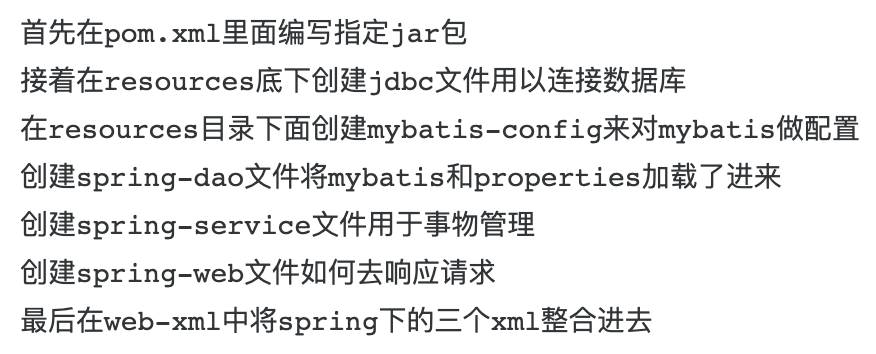 首先在pom.xml里面编写指定jar包
接着在resources底下创建jdbc文件用以连接数据库
在resources目录下面创建mybatis-config来对mybatis做配置
创建spring-dao文件将mybatis和properties加载了进来
创建spring-service文件用于事物管理
创建spring-web文件如何去响应请求
最后在web-xml中将spring下的三个xml整合进去